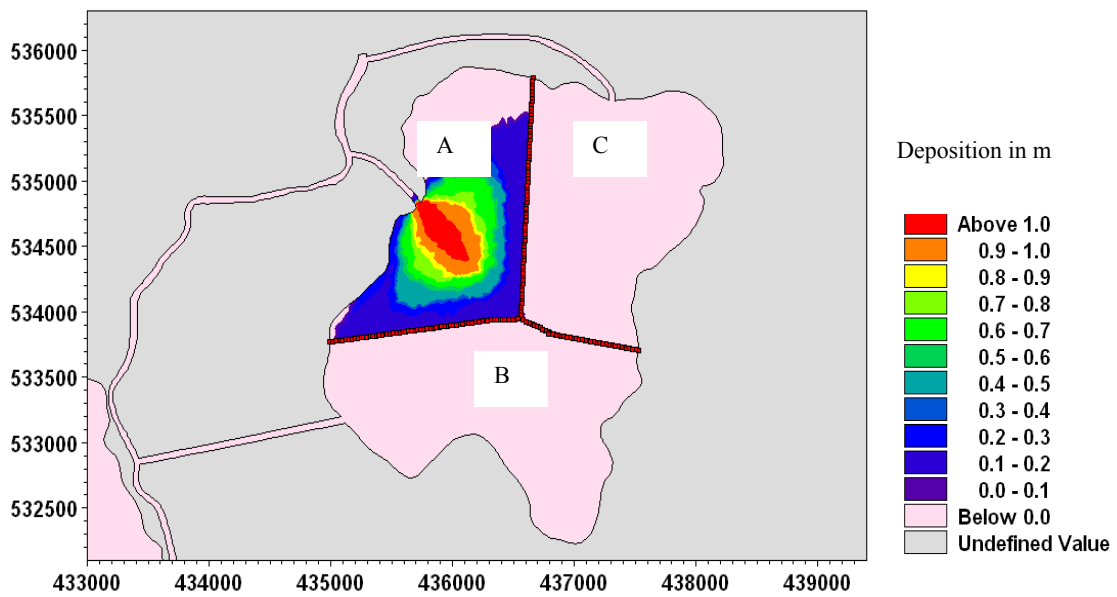 536000
535500
535000
534500
534000
533500
533000
532500
433000 434000 435000 436000 437000 438000 439000
A
C
B
Deposition in m
Above 1.0
0.9 - 1.0
0.8 - 0.9
0.7 - 0.8
0.6 - 0.7
0.5 - 0.6
0.4 - 0.5
0.3 - 0.4
0.2 - 0.3
0.1 - 0.2
0.0 - 0.1
Below 0.0
Undefined Value